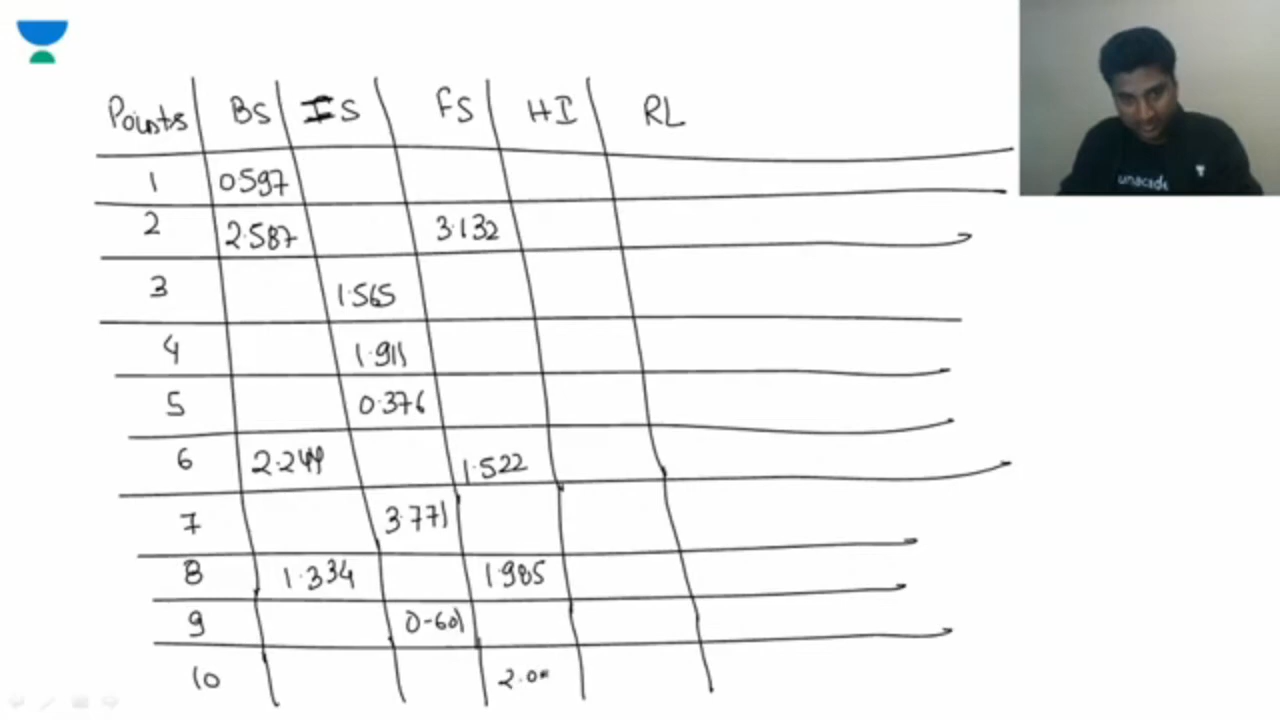 Points BS IS FS HI RL
1 0.597
2 2.587 3.132
3 1.565
4 1.911
5 0.376
6 2.244 1.522
7 3.771
8 1.334 1.985
9 0.601
10
unacade